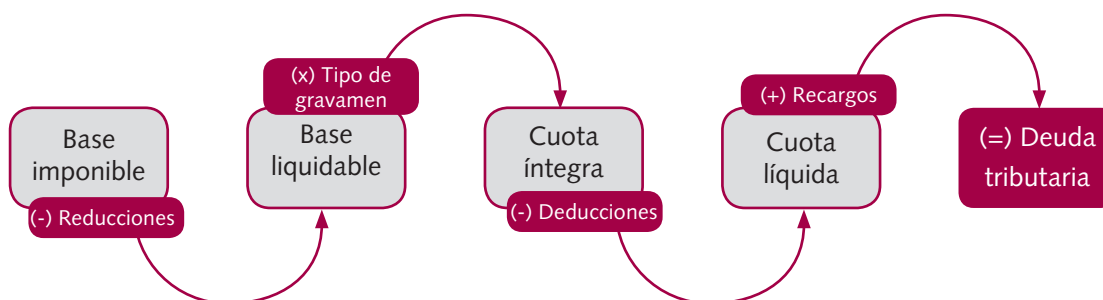 Base
imponible
(-) Reducciones
(x) Tipo de
gravamen
Base
liquidable
Cuota
íntegra
(-) Deducciones
(+) Recargos
Cuota
líquida
(=) Deuda
tributaria